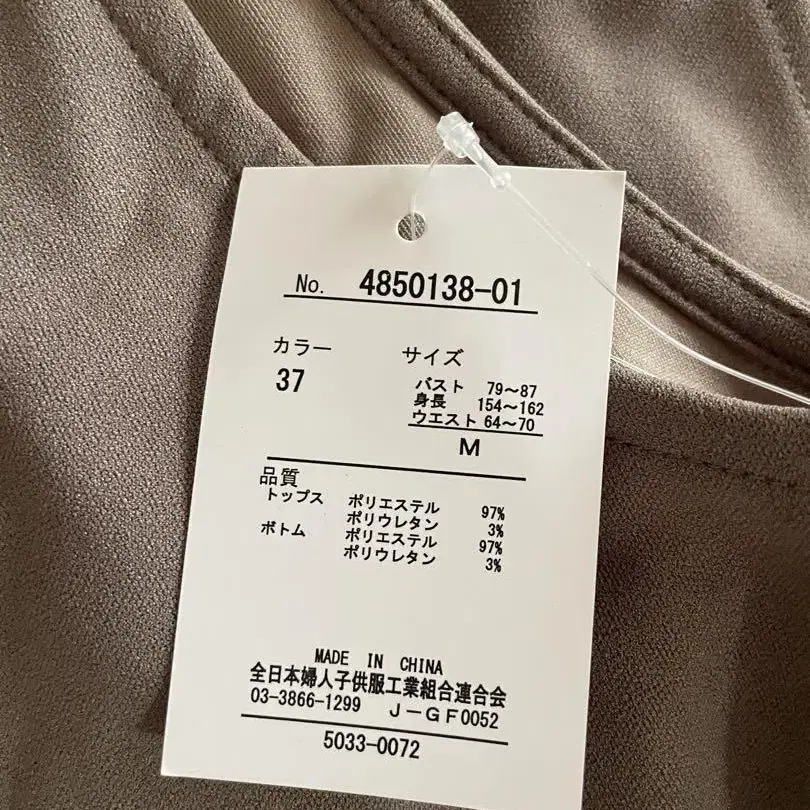 No. 4850138-01
カラー サイズ
37
バスト 79〜87
身長 154〜162
ウエスト 64〜70
M
品質
トップス ポリエステル 97%
ポリウレタン 3%
ボトム ポリエステル 97%
ポリウレタン 3%
MADE IN CHINA
全日本婦人子供服工業組合連合会
03-3866-1299 J-GF0052
5033-0072